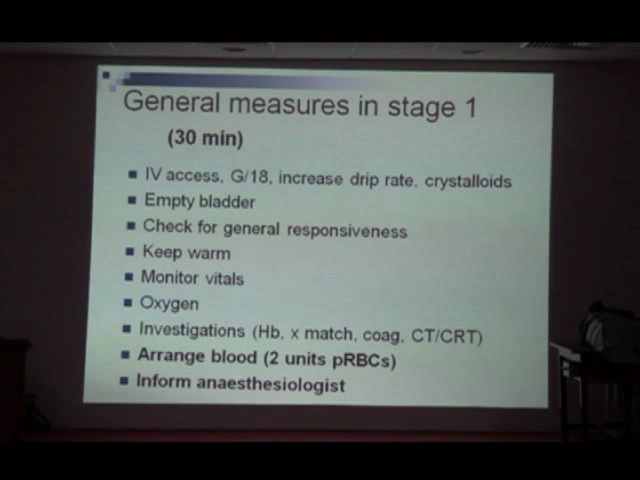 General measures in stage 1
(30 min)
IV access, G/18, increase drip rate, crystalloids
Empty bladder
Check for general responsiveness
Keep warm
Monitor vitals
Oxygen
Investigations (Hb, x match, coag, CT/CRT)
Arrange blood (2 units pRBCs)
Inform anaesthesiologist